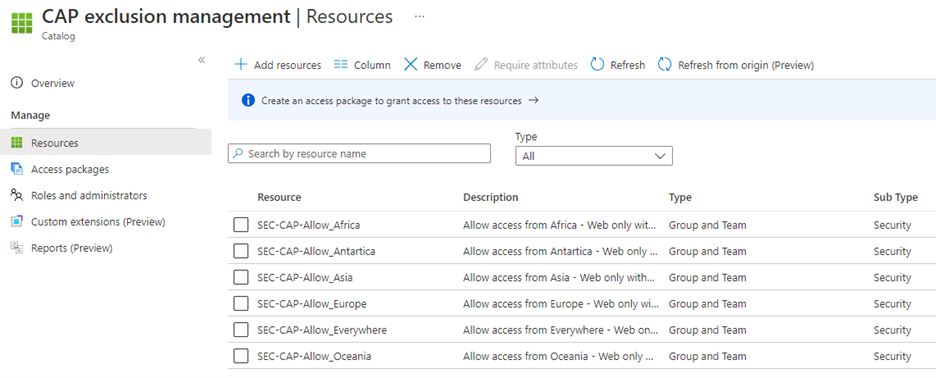 CAP exclusion management | Resources ...
Catalog
«
Overview
Manage
Resources
Access packages
Roles and administrators
Custom extensions (Preview)
Reports (Preview)
Add resources Column Remove Require attributes Refresh Refresh from origin (Preview)
Create an access package to grant access to these resources →
Type
Search by resource name All
Resource Description Type Sub Type
SEC-CAP-Allow_Africa Allow access from Africa - Web only with... Group and Team Security
SEC-CAP-Allow_Antartica Allow access from Antartica - Web only ... Group and Team Security
SEC-CAP-Allow_Asia Allow access from Asia - Web only with... Group and Team Security
SEC-CAP-Allow_Europe Allow access from Europe - Web only wi... Group and Team Security
SEC-CAP-Allow_Everywhere Allow access from Everywhere - Web on... Group and Team Security
SEC-CAP-Allow_Oceania Allow access from Oceania - Web only ... Group and Team Security